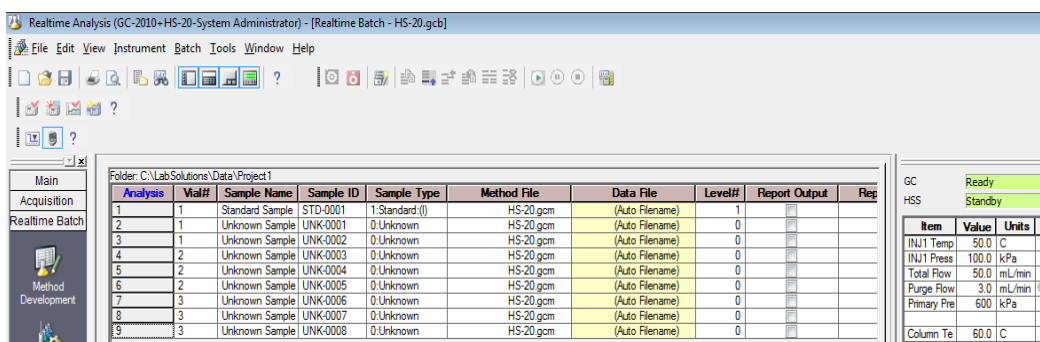 Realtime Analysis (GC-2010+HS-20-System Administrator) - [Realtime Batch - HS-20.gcb]
File Edit View Instrument Batch Tools Window Help
?
?
?
Main
Acquisition
Realtime Batch
Method
Development
Folder: C:\LabSolutions\Data\Project1
Analysis Vial# Sample Name Sample ID Sample Type Method File Data File Level# Report Output Rep
1 1 Standard Sample STD-0001 1:Standard:(I) HS-20.gcm (Auto Filename) 1
2 1 Unknown Sample UNK-0001 0:Unknown HS-20.gcm (Auto Filename) 0
3 1 Unknown Sample UNK-0002 0:Unknown HS-20.gcm (Auto Filename) 0
4 2 Unknown Sample UNK-0003 0:Unknown HS-20.gcm (Auto Filename) 0
5 2 Unknown Sample UNK-0004 0:Unknown HS-20.gcm (Auto Filename) 0
6 2 Unknown Sample UNK-0005 0:Unknown HS-20.gcm (Auto Filename) 0
7 3 Unknown Sample UNK-0006 0:Unknown HS-20.gcm (Auto Filename) 0
8 3 Unknown Sample UNK-0007 0:Unknown HS-20.gcm (Auto Filename) 0
9 3 Unknown Sample UNK-0008 0:Unknown HS-20.gcm (Auto Filename) 0
GC Ready
HSS Standby
Item Value Units
INJ1 Temp 50.0 C
INJ1 Press 100.0 kPa
Total Flow 50.0 mL/min
Purge Flow 3.0 mL/min
Primary Pre 600 kPa
Column Te 60.0 C